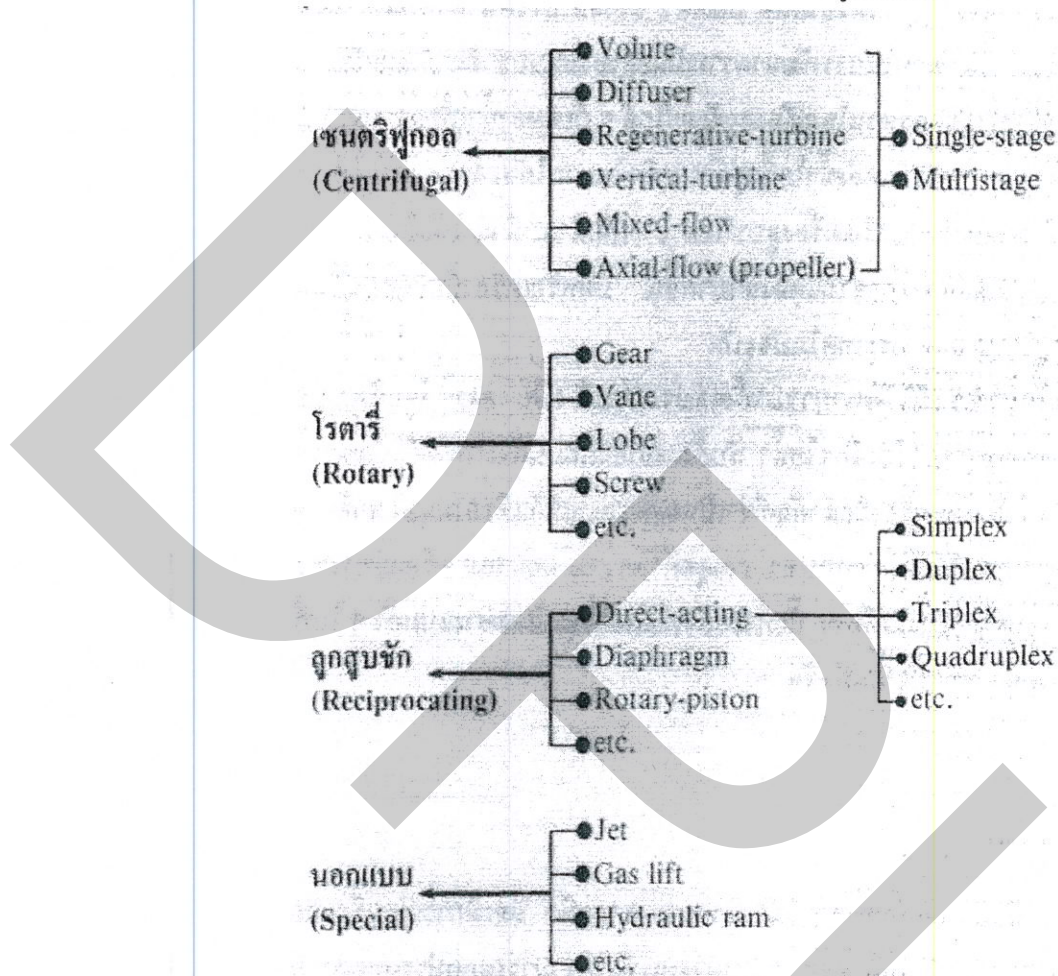 เซนตริฟูกอล
(Centrifugal)
Volute
Diffuser
Regenerative-turbine
Vertical-turbine
Mixed-flow
Axial-flow (propeller)
Single-stage
Multistage
โรตารี่
(Rotary)
Gear
Vane
Lobe
Screw
etc.
ลูกสูบชัก
(Reciprocating)
Direct-acting
Diaphragm
Rotary-piston
etc.
Simplex
Duplex
Triplex
Quadruplex
etc.
นอกแบบ
(Special)
Jet
Gas lift
Hydraulic ram
etc.
DPU